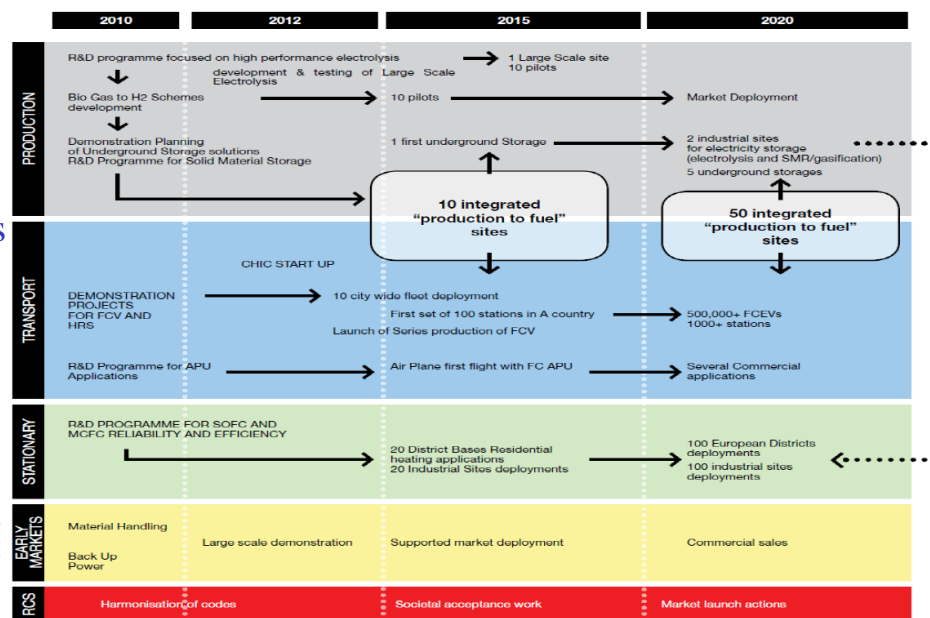 2010 2012 2015 2020
PRODUCTION
R&D programme focused on high performance electrolysis
1 Large Scale site
10 pilots
development & testing of Large Scale
Electrolysis
Bio Gas to H2 Schemes
development
10 pilots
Market Deployment
Demonstration Planning
of Underground Storage solutions
R&D Programme for Solid Material Storage
1 first underground Storage
2 industrial sites
for electricity storage
(electrolysis and SMR/gasification)
5 underground storages
10 integrated
“production to fuel”
sites
50 integrated
“production to fuel”
sites
s
TRANSPORT
CHIC START UP
DEMONSTRATION
PROJECTS
FOR FCV AND
HRS
10 city wide fleet deployment
First set of 100 stations in A country
Launch of Series production of FCV
500,000+ FCEVs
1000+ stations
R&D Programme for APU
Applications
Air Plane first flight with FC APU
Several Commercial
applications
STATIONARY
R&D PROGRAMME FOR SOFC AND
MCFC RELIABILITY AND EFFICIENCY
20 District Bases Residential
heating applications
20 Industrial Sites deployments
100 European Districts
deployments
100 industrial sites
deployments
EARLY
MARKETS
Material Handling
Back Up
Power
Large scale demonstration
Supported market deployment
Commercial sales
RCS
Harmonisation of codes
Societal acceptance work
Market launch actions